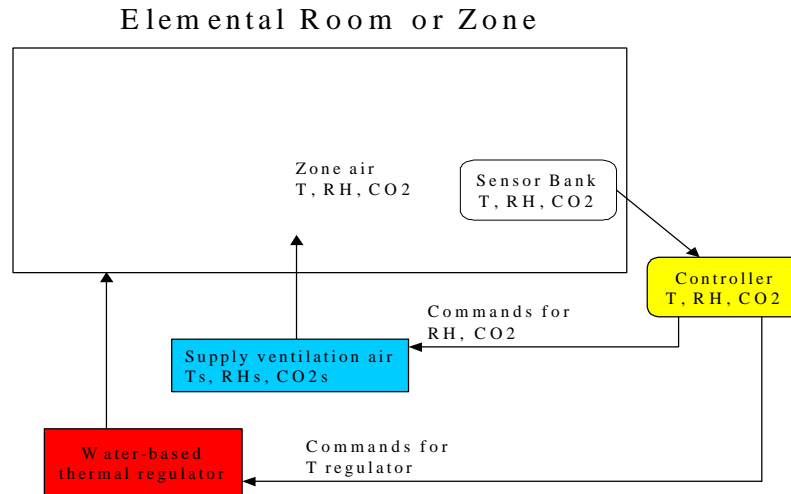 Elemental Room or Zone
Zone air
T, RH, CO2
Sensor Bank
T, RH, CO2
Controller
T, RH, CO2
Commands for
RH, CO2
Supply ventilation air
Ts, RHs, CO2s
Water-based
thermal regulator
Commands for
T regulator